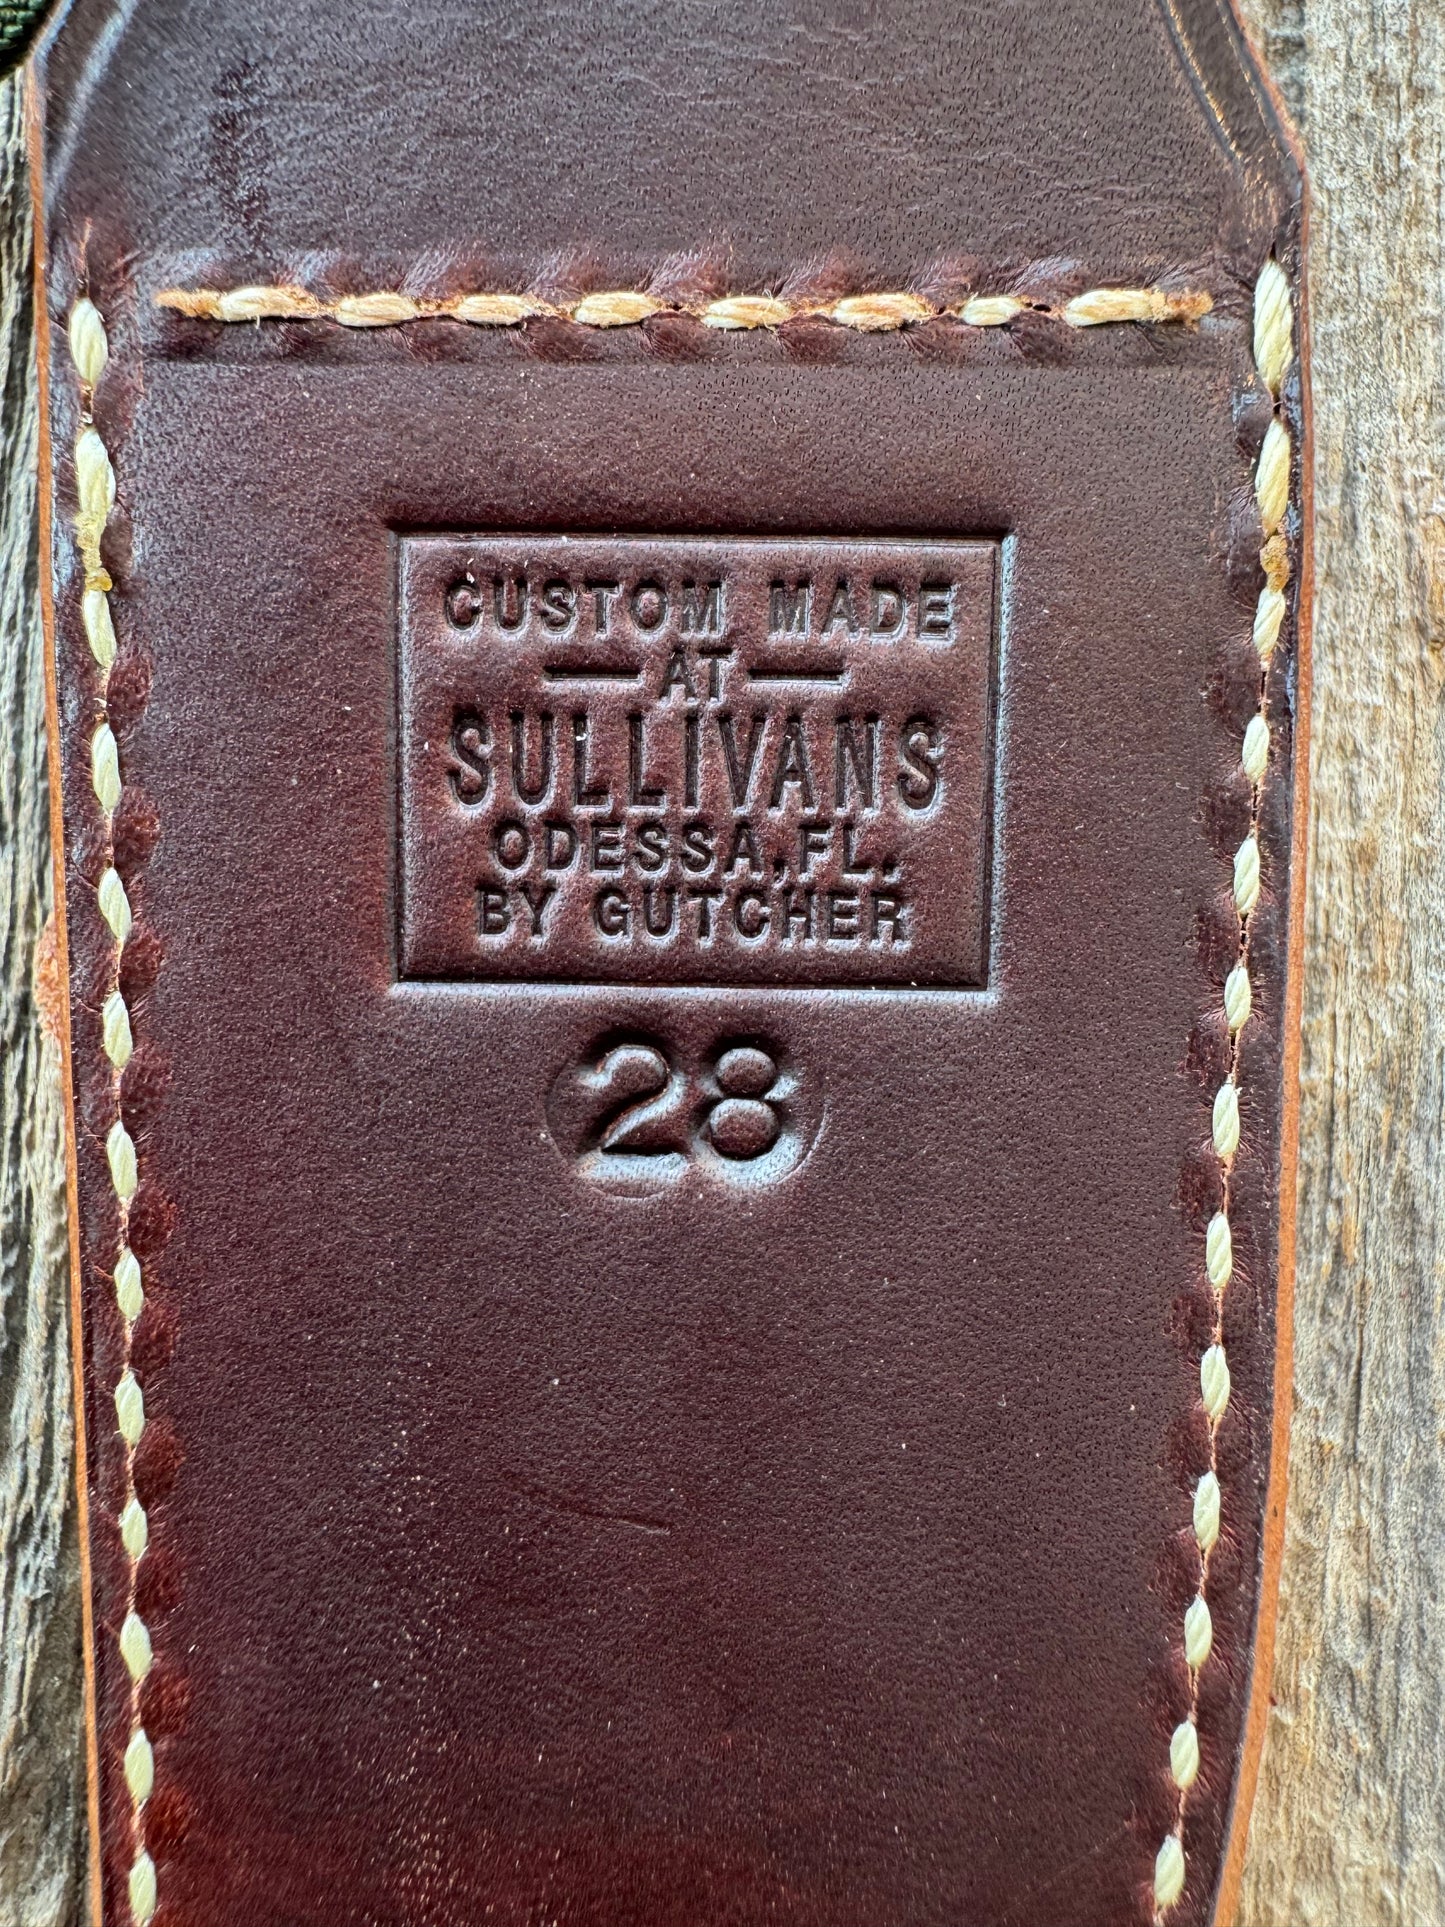 CUSTOM MADE
— AT —
SULLIVANS
ODESSA, FL.
BY GUTCHER
28